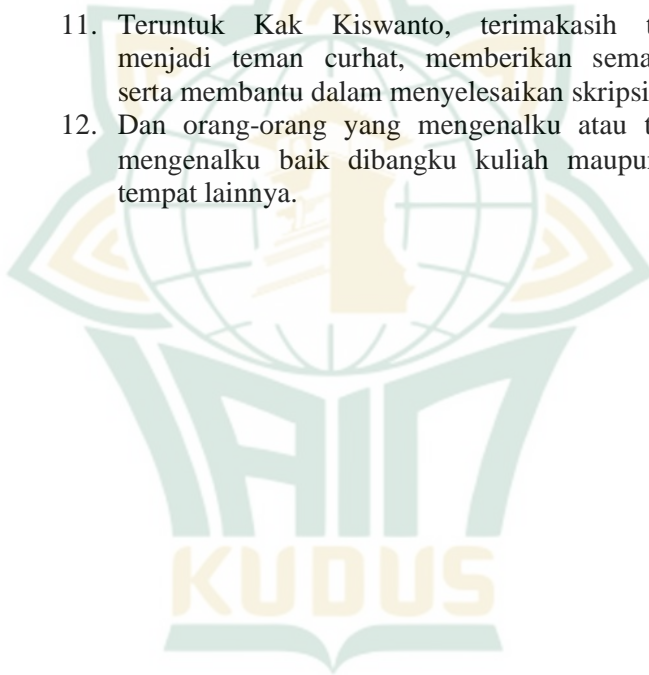 11. Teruntuk Kak Kiswanto, terimakasih
menjadi teman curhat, memberikan
serta membantu dalam menyelesaikan skripsi
12. Dan orang-orang yang mengenalku atau
mengenalku baik dibangku kuliah
tempat lainnya.
IAIN
KUDUS